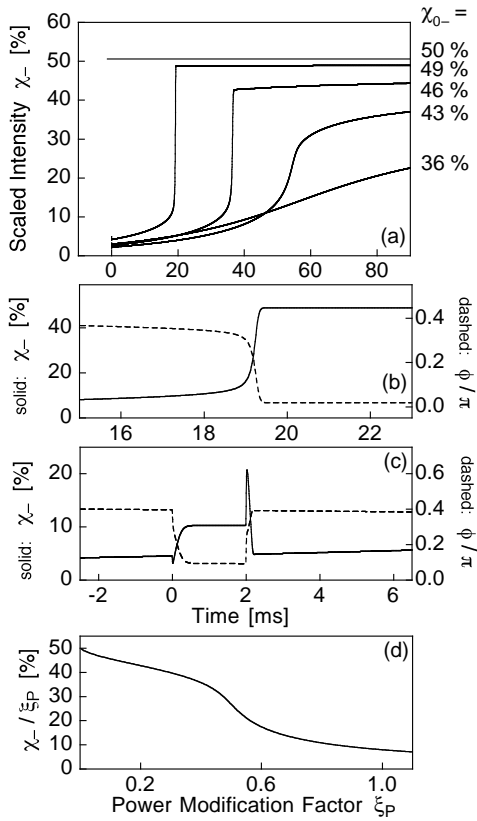 χ0– =
60
50
40
30
20
10
0
Scaled Intensity χ– [%]
50 %
49 %
46 %
43 %
36 %
(a)
0 20 40 60 80
40
20
0
solid: χ– [%]
0.4
0.2
0.0
dashed: ϕ / π
(b)
16 18 20 22
20
10
0
solid: χ– [%]
0.6
0.4
0.2
0.0
dashed: ϕ / π
(c)
-2 0 2 4 6
Time [ms]
50
40
30
20
10
0
χ– / ξP [%]
(d)
0.2 0.6 1.0
Power Modification Factor ξP